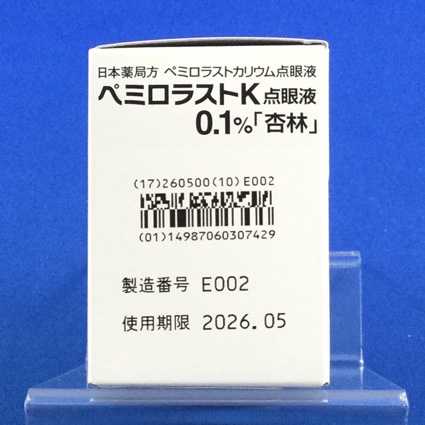 日本薬局方 ペミロラストカリウム点眼液
ペミロラストK点眼液
0.1%「杏林」
(17)260500(10)E002
(01)14987060307429
製造番号 E002
使用期限 2026.05